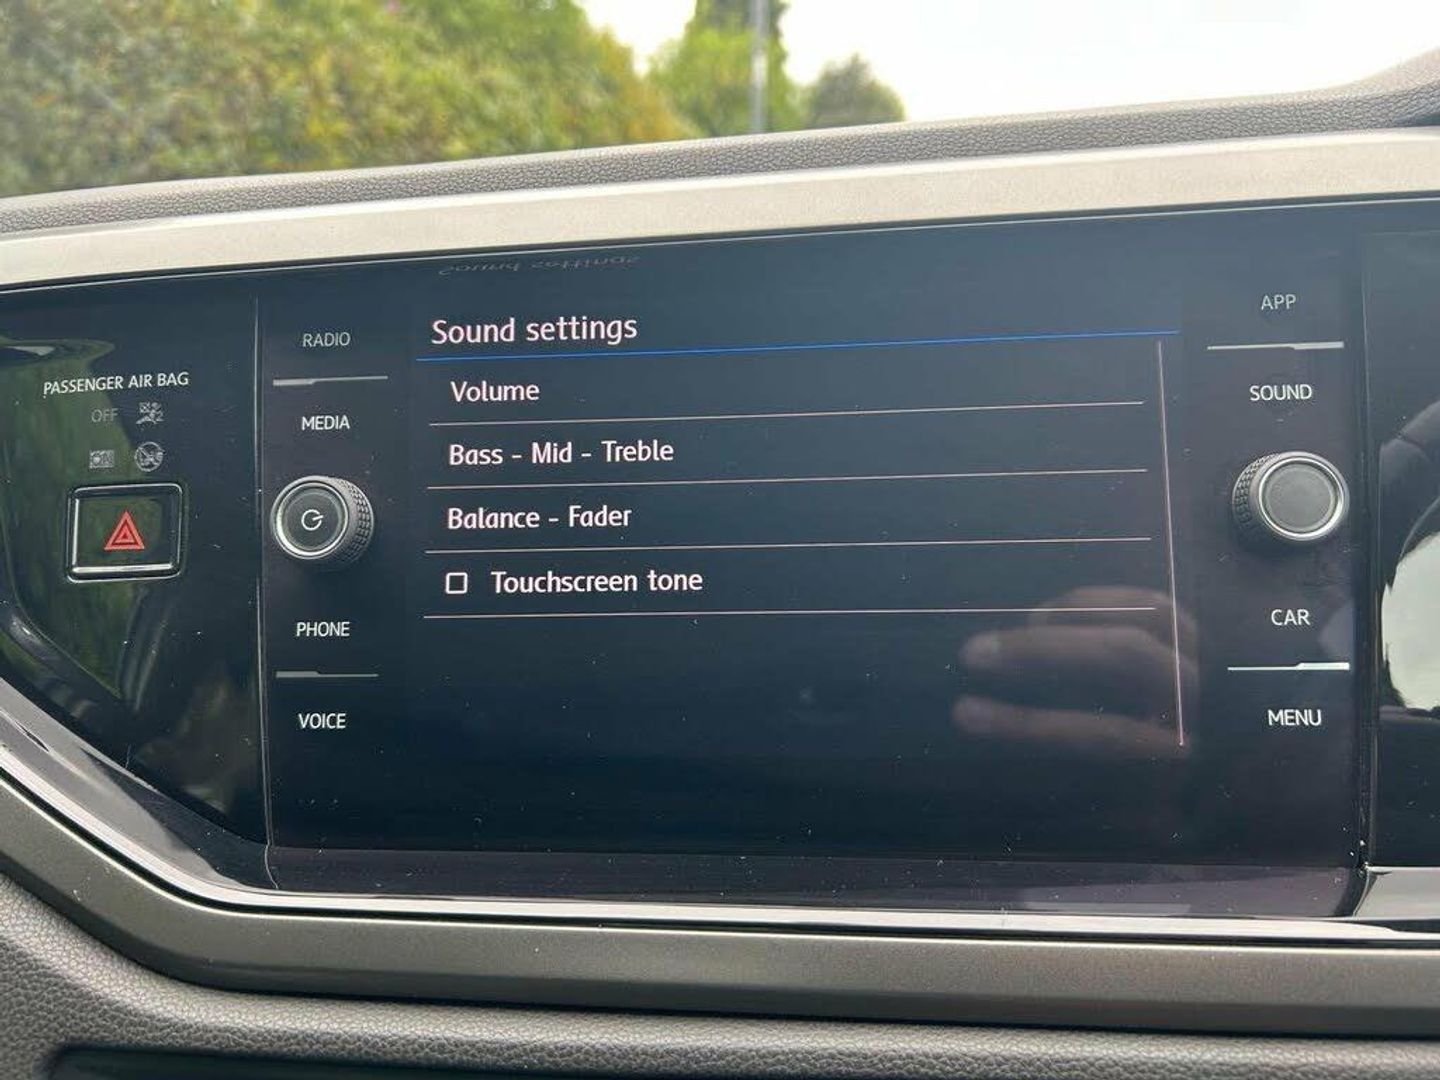 PASSENGER AIR BAG
OFF
RADIO
MEDIA
PHONE
VOICE
Sound settings
Volume
Bass - Mid - Treble
Balance - Fader
Touchscreen tone
APP
SOUND
CAR
MENU